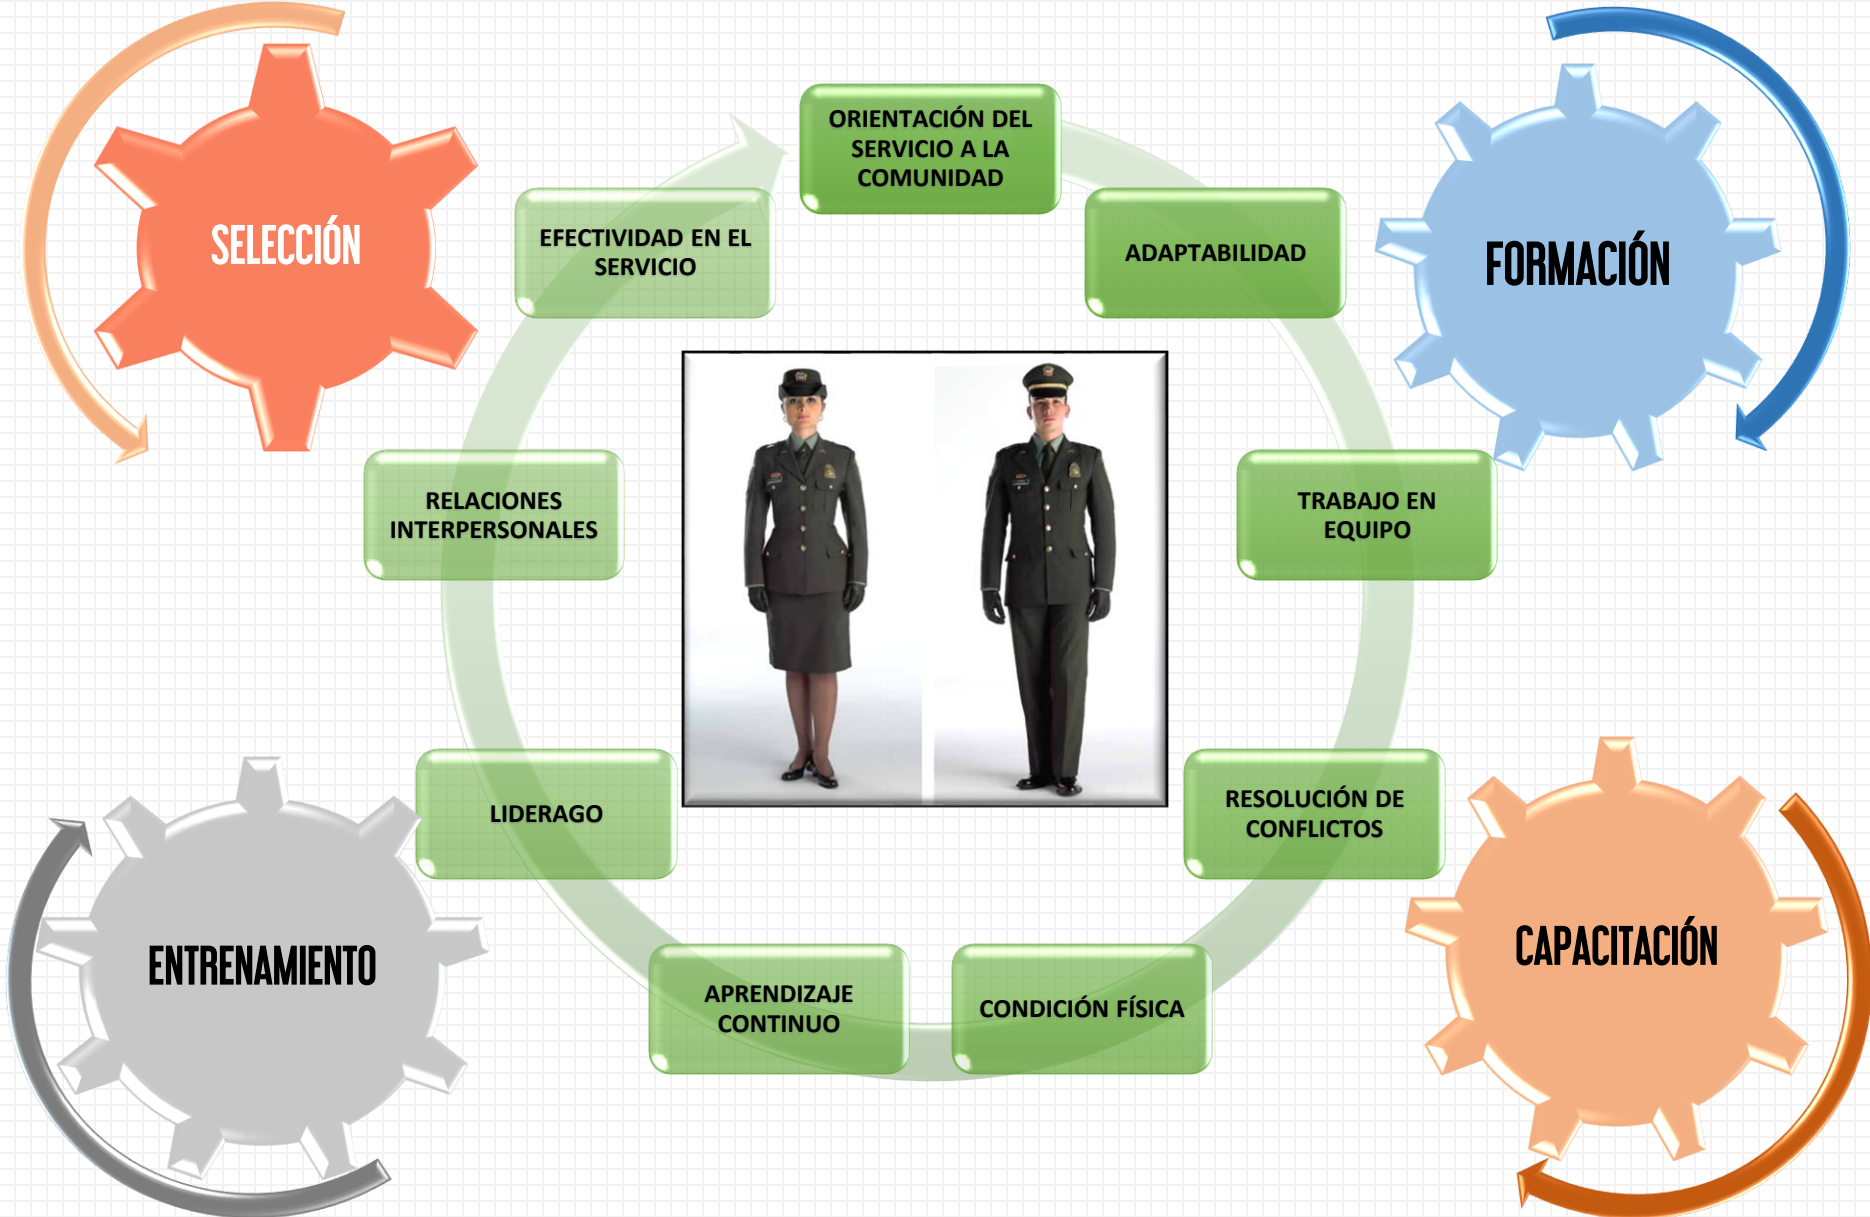 SELECCIÓN
FORMACIÓN
ORIENTACIÓN DEL
SERVICIO A LA
COMUNIDAD
ADAPTABILIDAD
TRABAJO EN
EQUIPO
RESOLUCIÓN DE
CONFLICTOS
CONDICIÓN FÍSICA
APRENDIZAJE
CONTINUO
LIDERAGO
RELACIONES
INTERPERSONALES
EFECTIVIDAD EN EL
SERVICIO
ENTRENAMIENTO
CAPACITACIÓN